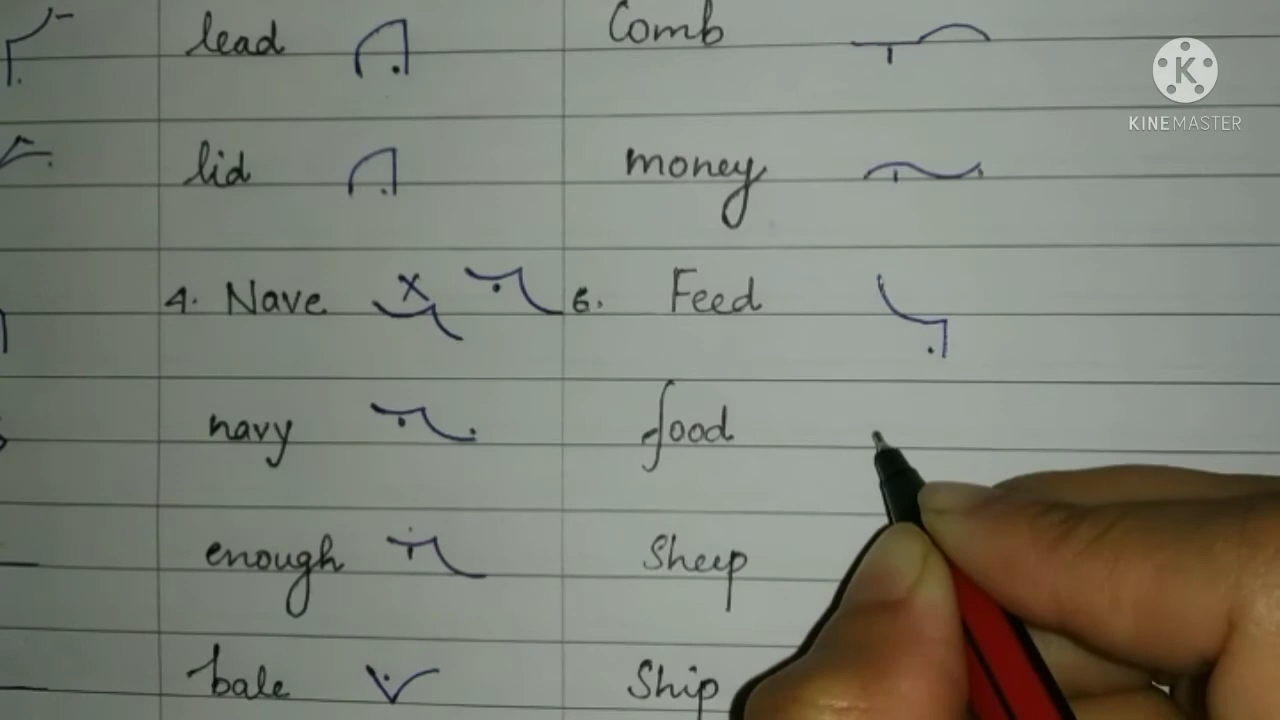 lead
lid
4. Nave
navy
enough
bale
Comb
money
6. Feed
food
Sheep
Ship
K
KINEMASTER